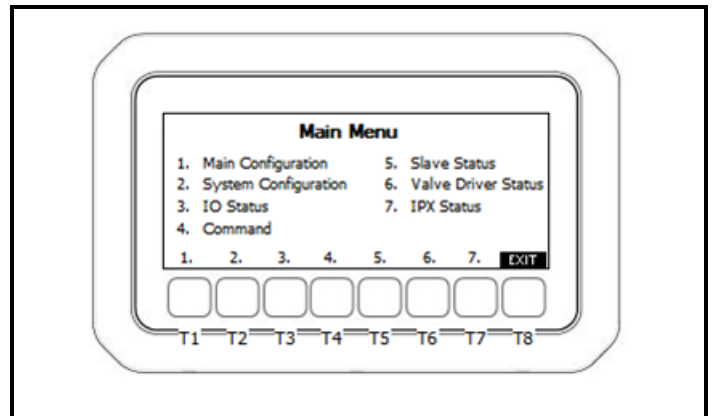 Main Menu
1. Main Configuration 5. Slave Status
2. System Configuration 6. Valve Driver Status
3. IO Status 7. IPX Status
4. Command
1. 2. 3. 4. 5. 6. 7. EXIT
T1 T2 T3 T4 T5 T6 T7 T8